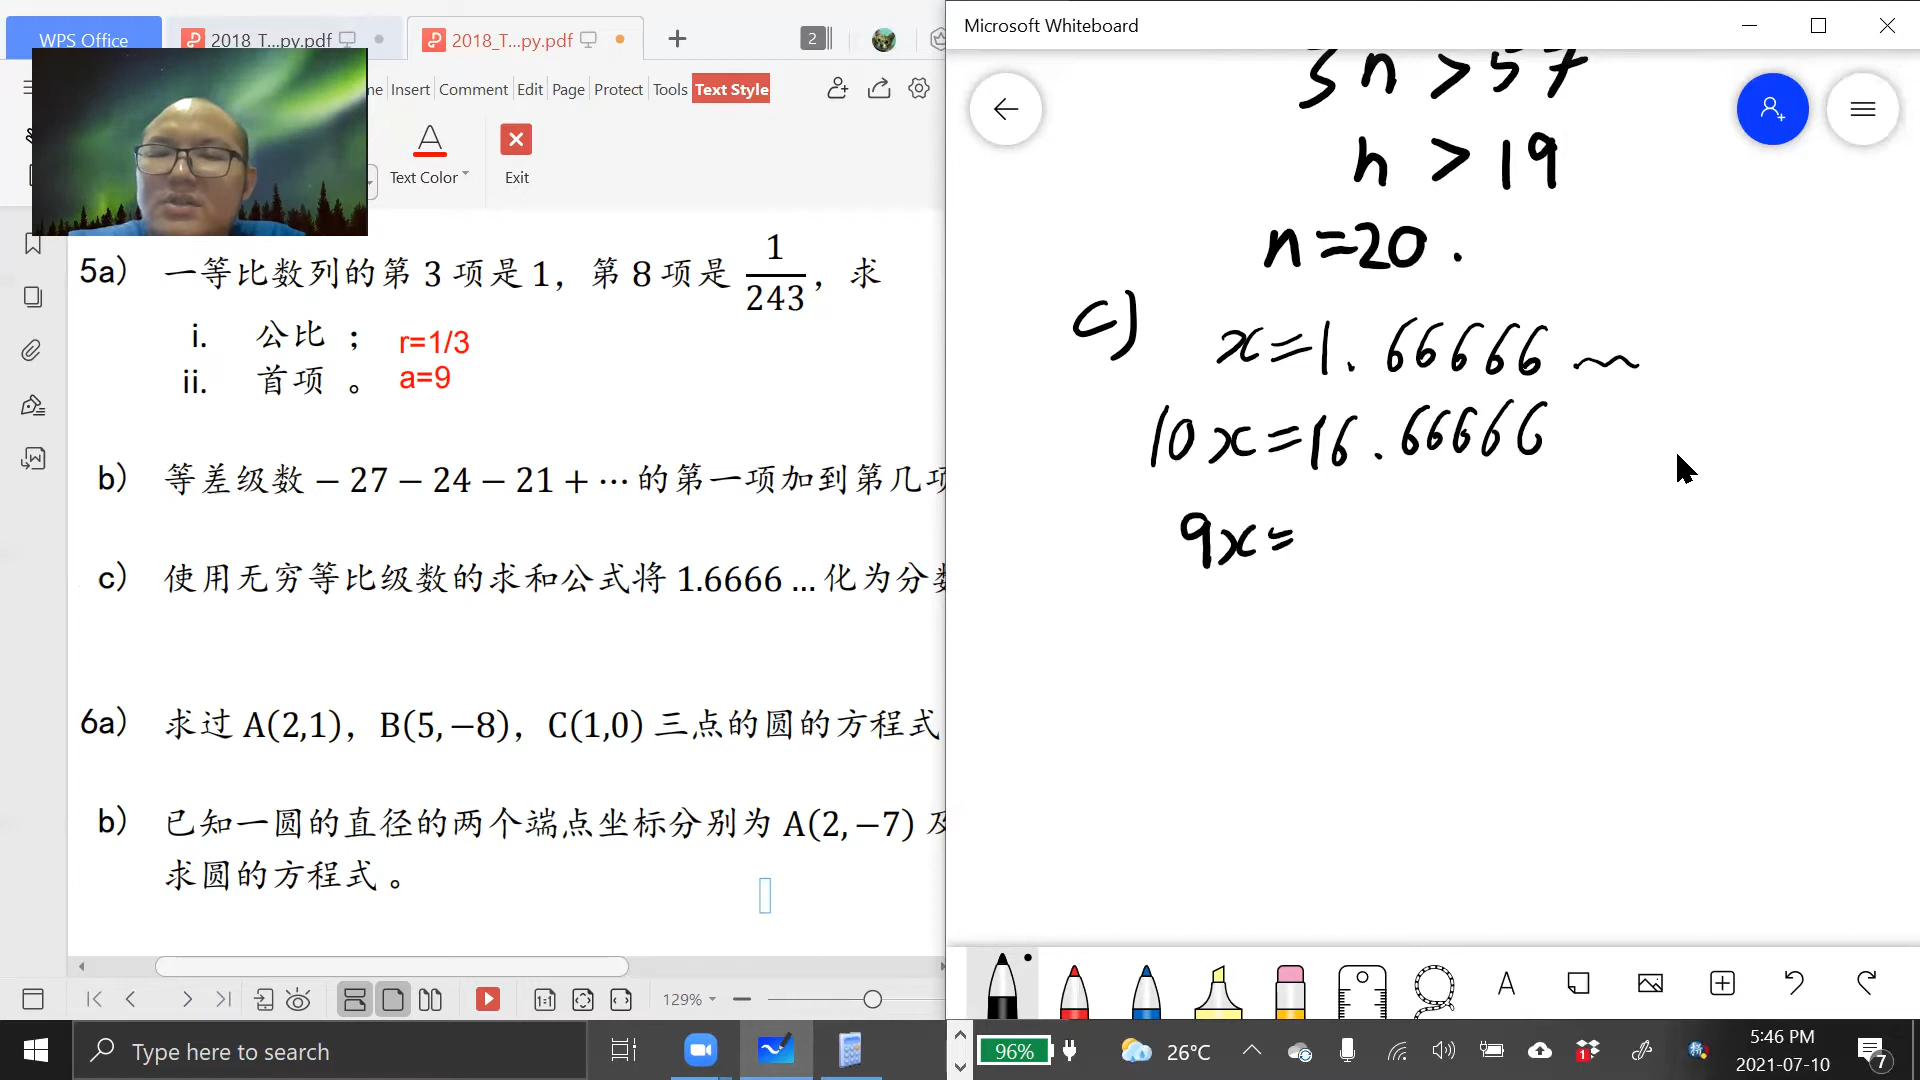 WPS Office
2018_T...py.pdf
2018_T...py.pdf
2
Insert Comment Edit Page Protect Tools Text Style
Text Color
Exit
5a) 一等比数列的第 3 项是 1，第 8 项是 1/243，求
i. 公比 ； r=1/3
ii. 首项 。 a=9
b) 等差级数 − 27 − 24 − 21 + ⋯ 的第一项加到第几项
c) 使用无穷等比级数的求和公式将 1.6666 ... 化为分数
6a) 求过 A(2,1)，B(5,−8)，C(1,0) 三点的圆的方程式
b) 已知一圆的直径的两个端点坐标分别为 A(2,−7) 及
求圆的方程式 。
129%
Microsoft Whiteboard
3n > 57
n > 19
n=20 .
c) x=1.66666 ~
10x=16.66666
9x=
Type here to search
96%
26°C
5:46 PM
2021-07-10
1
7